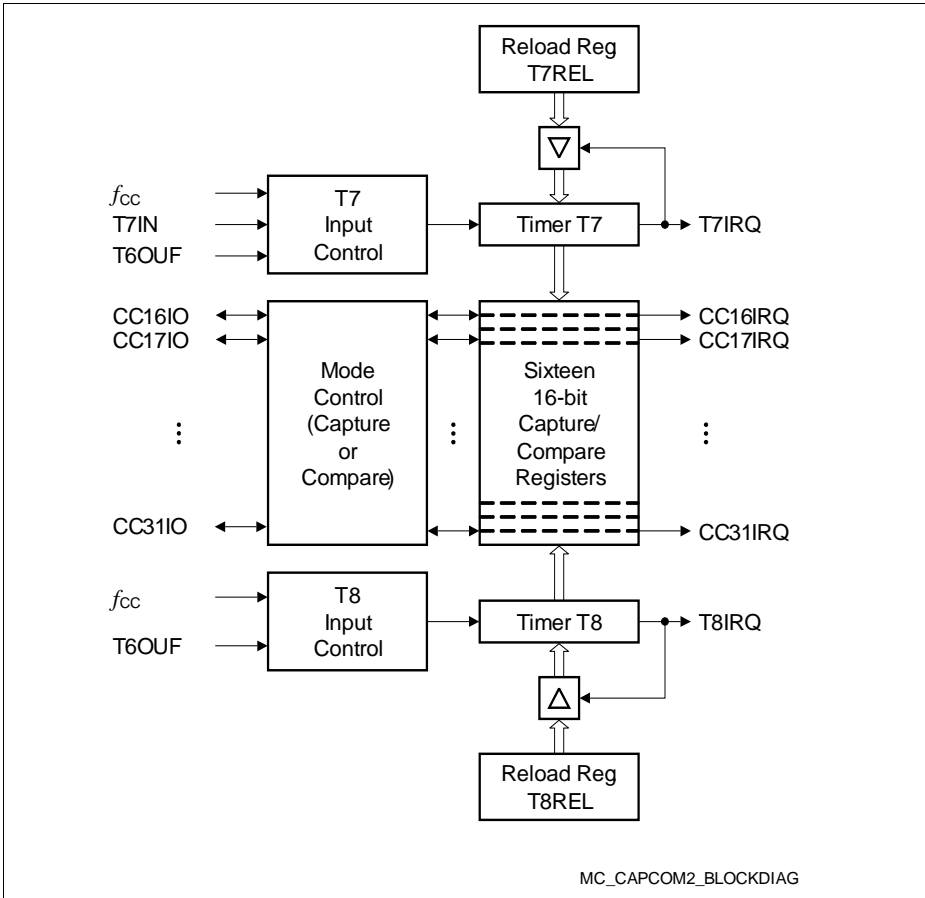 Reload Reg
T7REL
fCC
T7IN
T6OUF
T7
Input
Control
Timer T7
T7IRQ
CC16IO
CC17IO
CC31IO
Mode
Control
(Capture
or
Compare)
Sixteen
16-bit
Capture/
Compare
Registers
CC16IRQ
CC17IRQ
CC31IRQ
fCC
T6OUF
T8
Input
Control
Timer T8
T8IRQ
Reload Reg
T8REL
MC_CAPCOM2_BLOCKDIAG